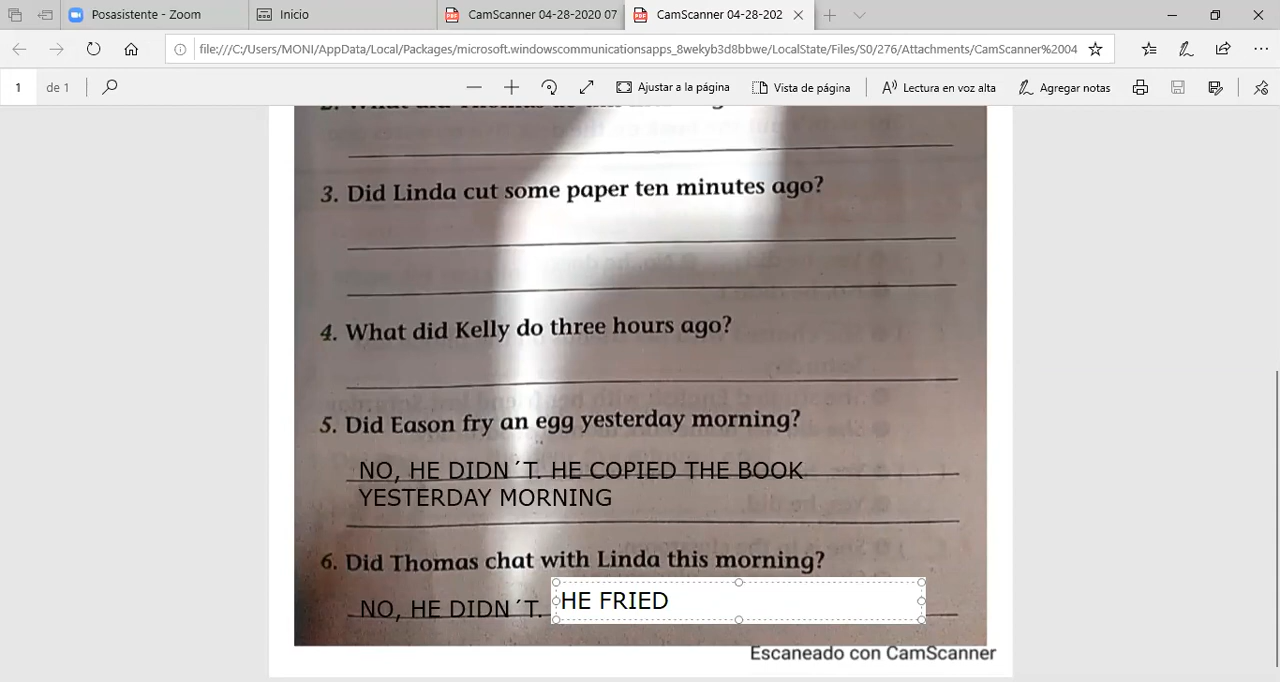 Posasistente - Zoom
Inicio
CamScanner 04-28-2020 07
CamScanner 04-28-202
file:///C:/Users/MONI/AppData/Local/Packages/microsoft.windowscommunicationsapps_8wekyb3d8bbwe/LocalState/Files/S0/276/Attachments/CamScanner%2004
1 de 1
Ajustar a la página
Vista de página
Lectura en voz alta
Agregar notas
3. Did Linda cut some paper ten minutes ago?
4. What did Kelly do three hours ago?
5. Did Eason fry an egg yesterday morning?
NO, HE DIDN´T. HE COPIED THE BOOK
YESTERDAY MORNING
6. Did Thomas chat with Linda this morning?
NO, HE DIDN´T. HE FRIED
Escaneado con CamScanner